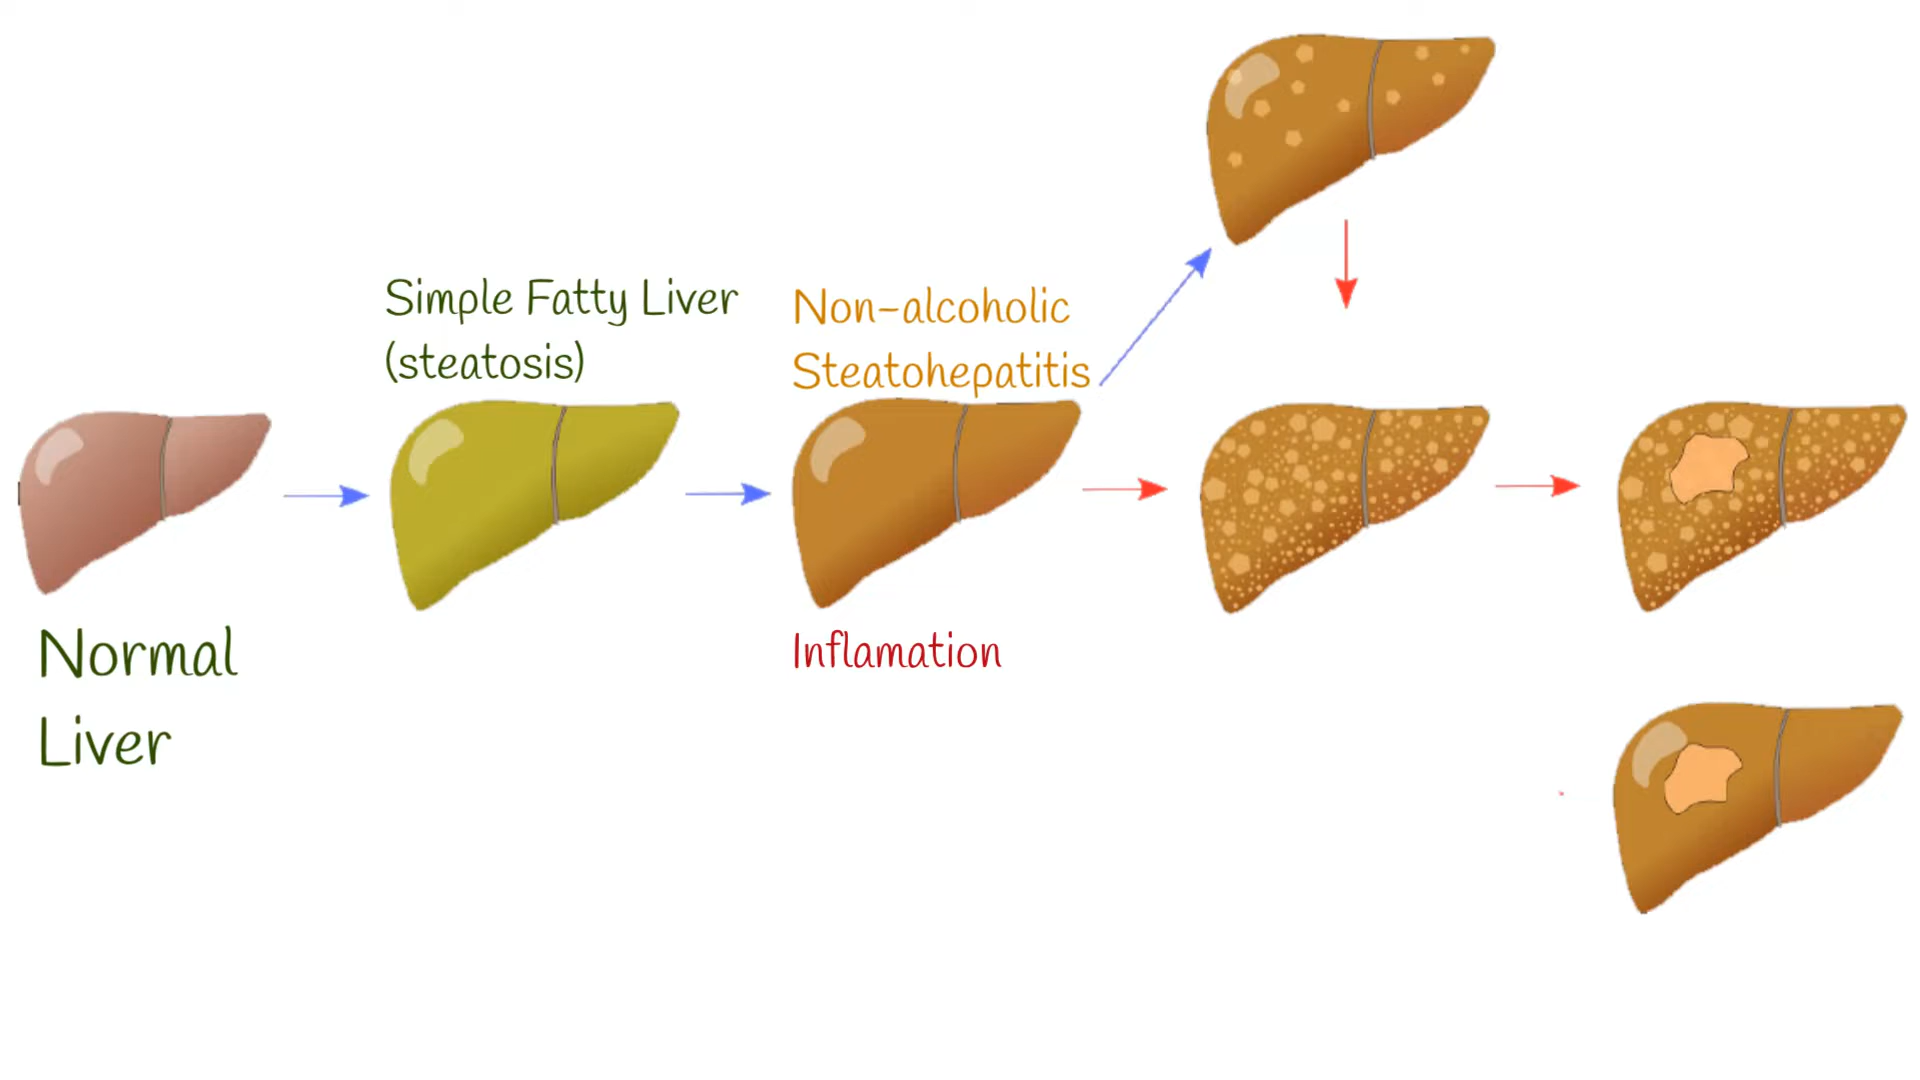 Simple Fatty Liver
(steatosis)
Non-alcoholic
Steatohepatitis
Inflamation
Normal
Liver